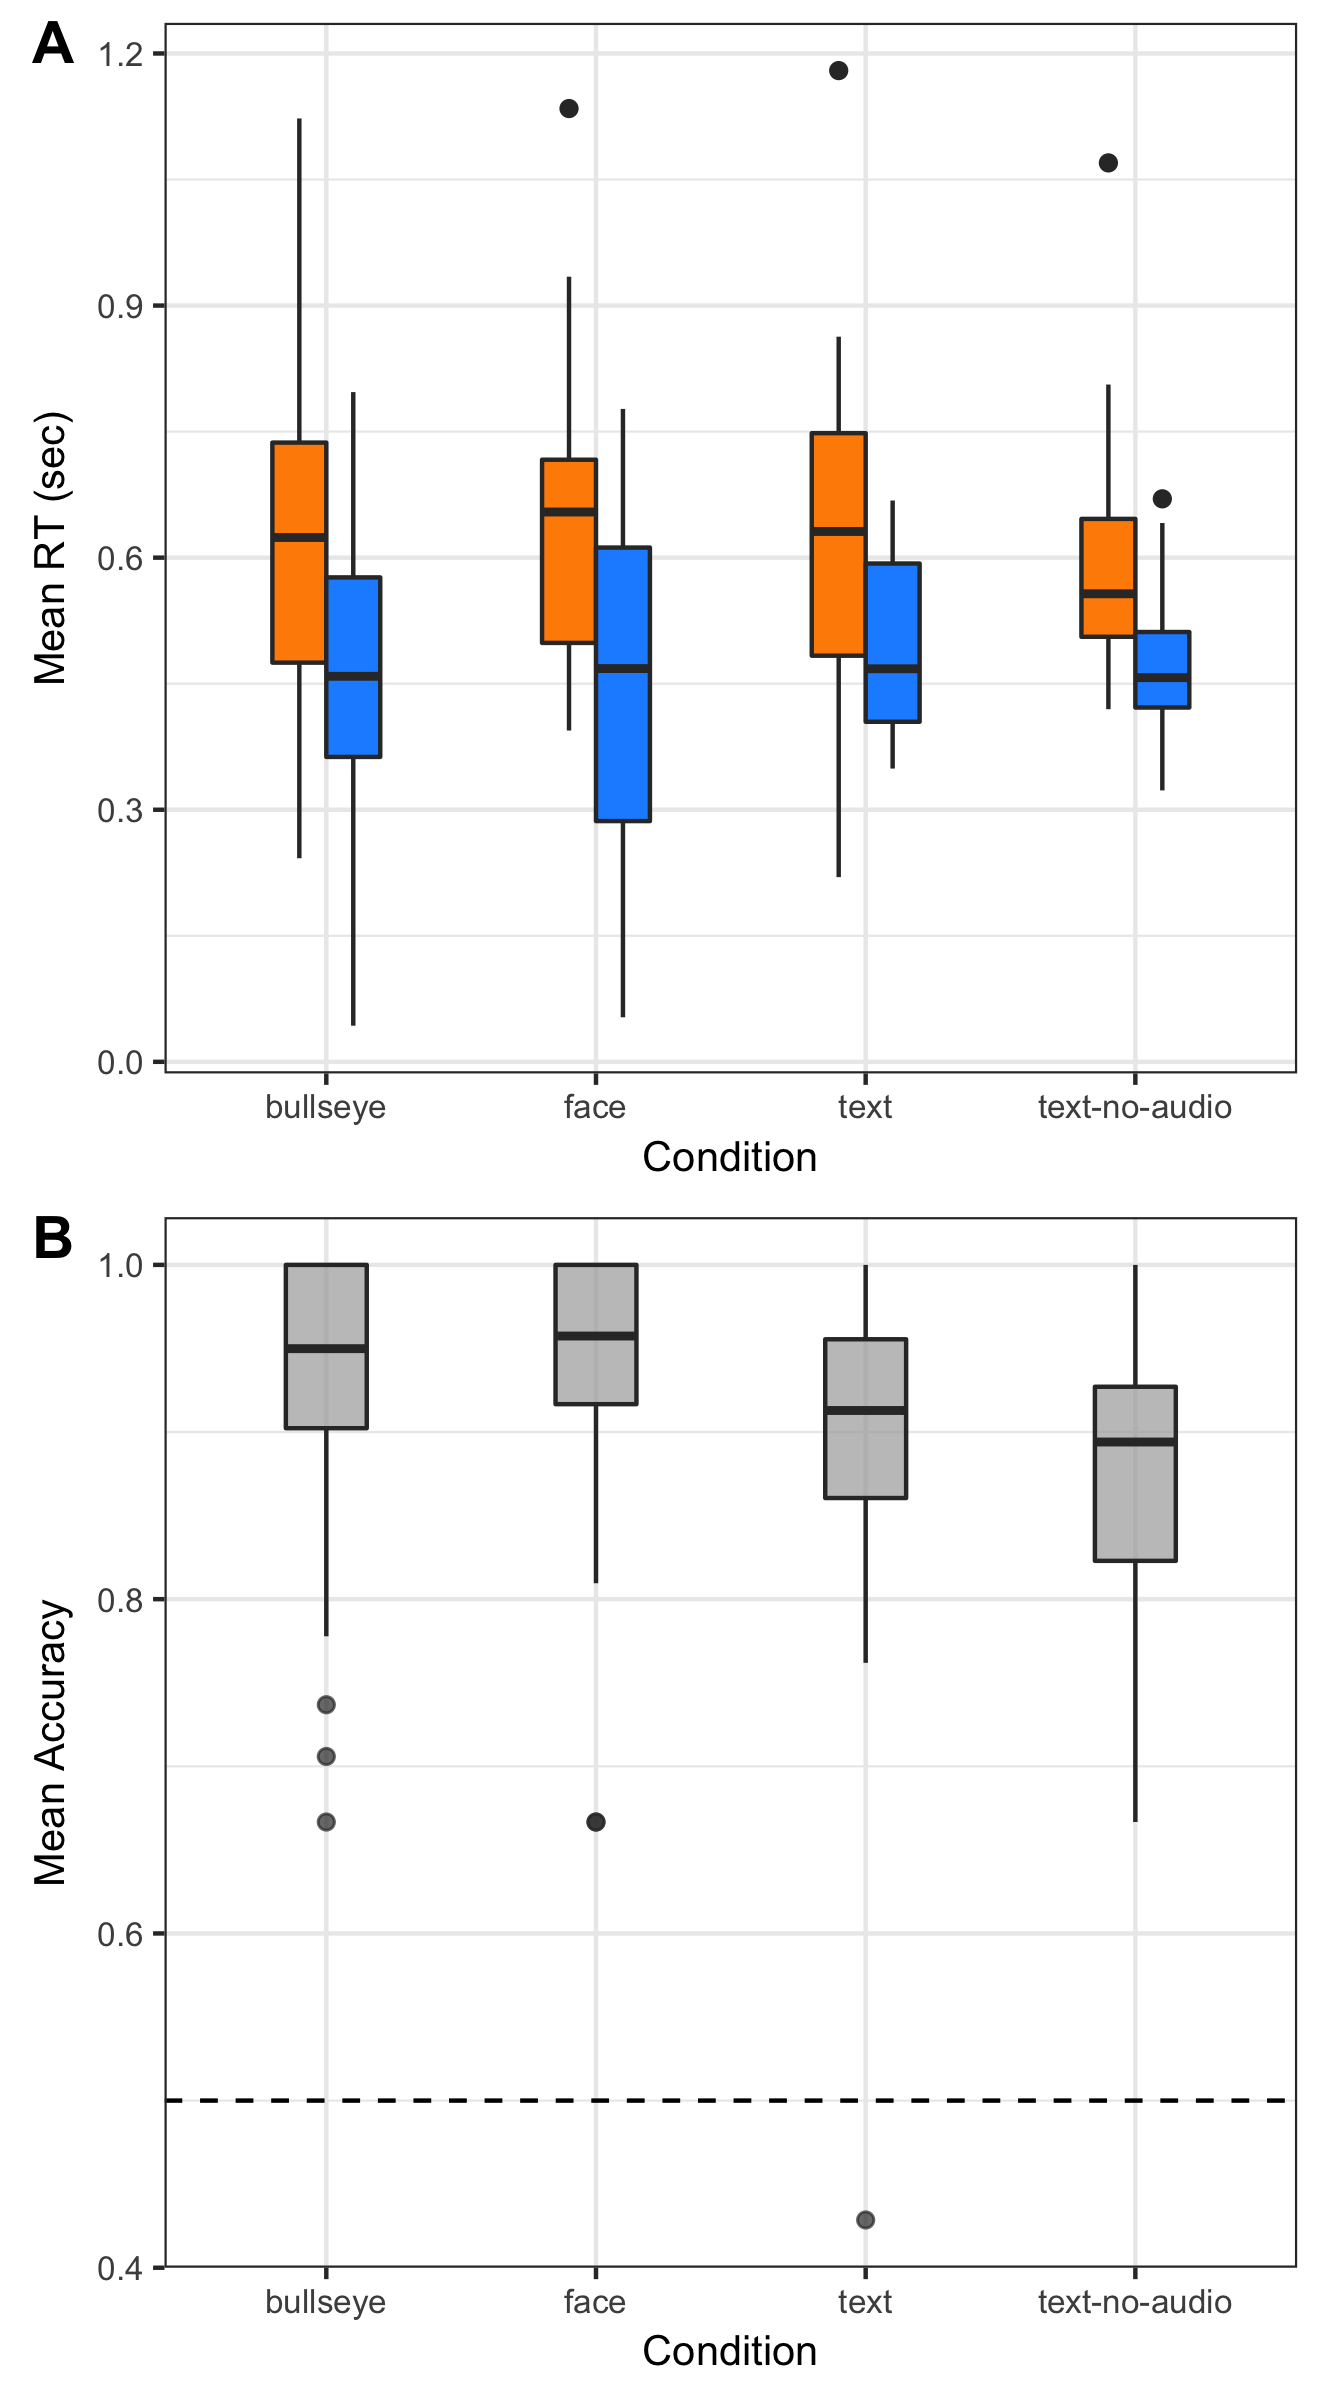 A
1.2
0.9
0.6
0.3
0.0
Mean RT (sec)
bullseye face text text-no-audio
Condition
B
1.0
0.8
0.6
0.4
Mean Accuracy
bullseye face text text-no-audio
Condition